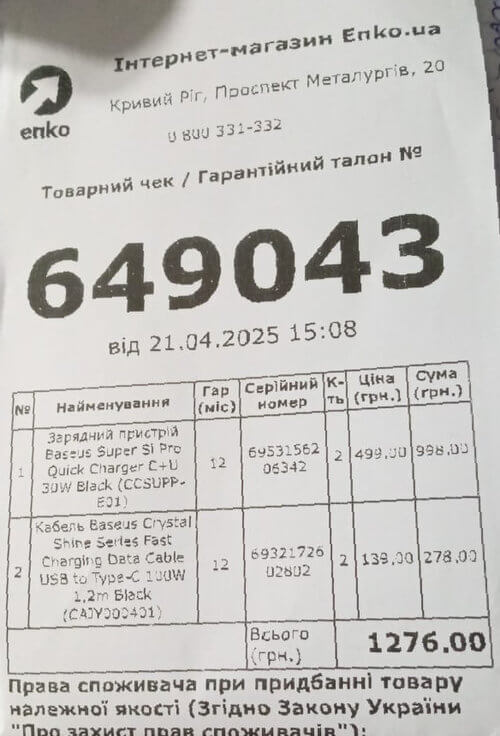 Інтернет-магазин Enko.ua
Кривий Ріг, Проспект Металургів, 20
0 800 331-332
enko
Товарний чек / Гарантійний талон №
649043
від 21.04.2025 15:08
№ Найменування Гар (міс) Серійний номер К-ть Ціна (грн.) Сума (грн.)
1 Зарядний пристрій Baseus Super Si Pro Quick Charger C+U 30W Black (CCSUPP-E01) 12 6953156206342 2 499,00 998.00
2 Кабель Baseus Crystal Shine Series Fast Charging Data Cable USB to Type-C 100W 1,2m Black (CAJY000401) 12 6932172602802 2 139,00 278,00
Всього (грн.) 1276.00
Права споживача при придбанні товару
належної якості (Згідно Закону України
"Про захист прав споживачів"):